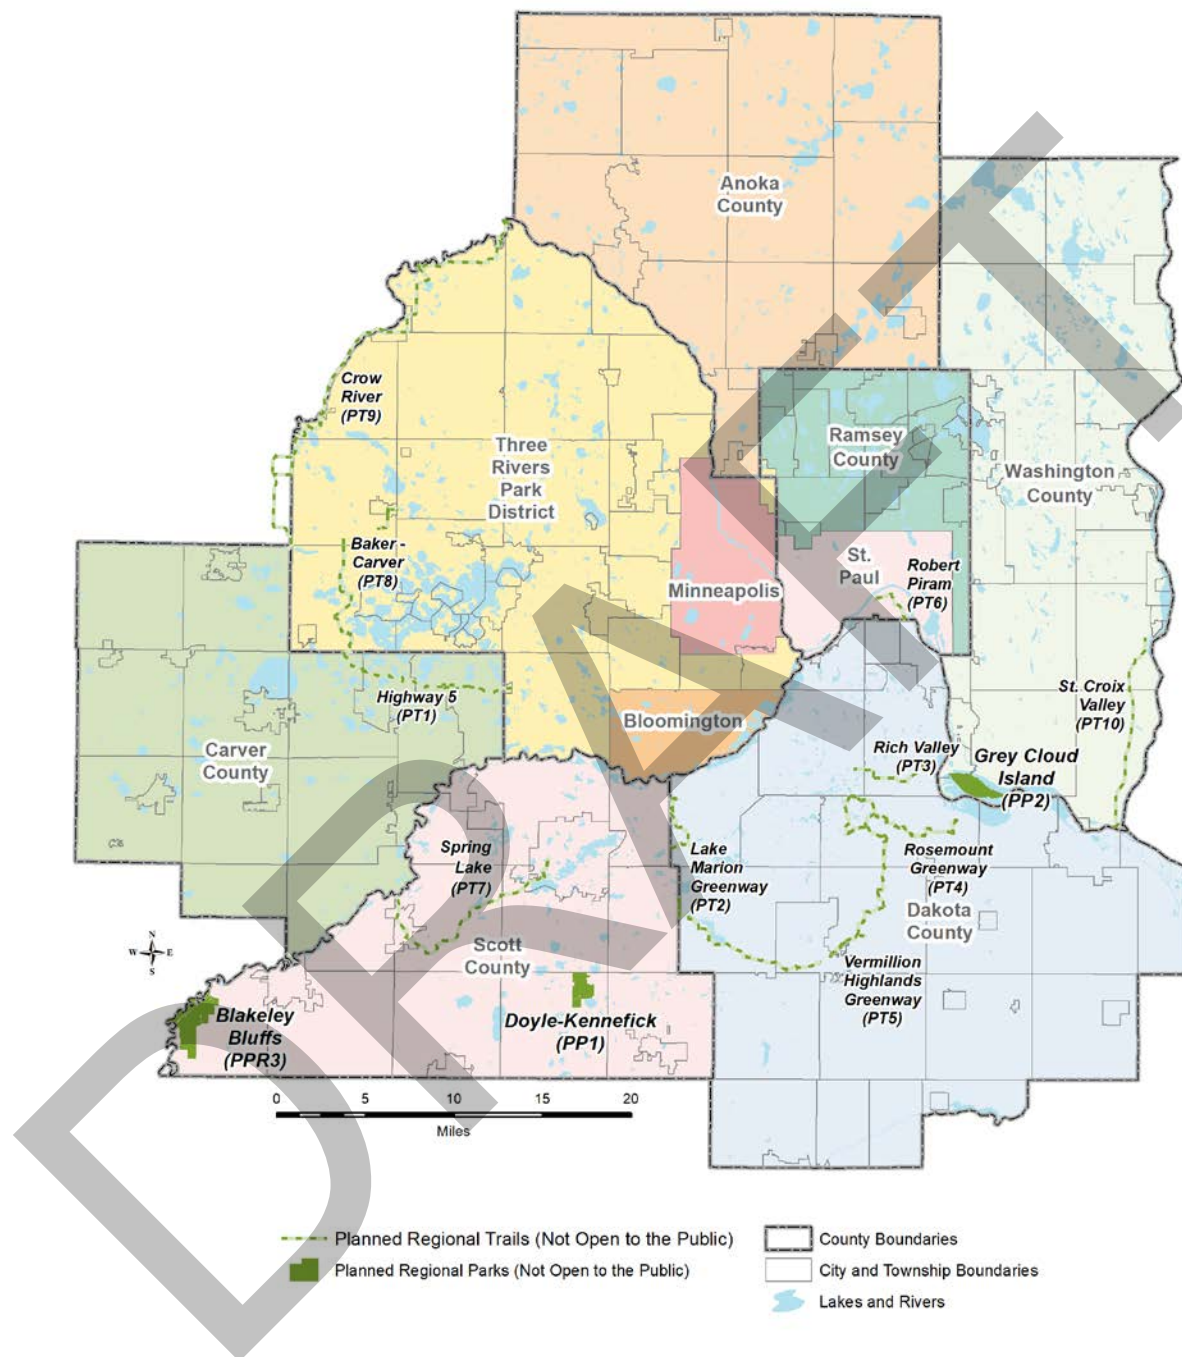 Anoka
County
Crow
River
(PT9)
Three
Rivers
Park
District
Ramsey
County
Washington
County
Baker -
Carver
(PT8)
St.
Paul
Robert
Piram
(PT6)
Minneapolis
Highway 5
(PT1)
St. Croix
Valley
(PT10)
Bloomington
Carver
County
Rich Valley
(PT3)
Grey Cloud
Island
(PP2)
Spring
Lake
(PT7)
Lake
Marion
Greenway
(PT2)
Rosemount
Greenway
(PT4)
Dakota
County
Scott
County
Vermillion
Highlands
Greenway
(PT5)
N
W E
S
Blakeley
Bluffs
(PPR3)
Doyle-Kennefick
(PP1)
0 5 10 15 20
Miles
Planned Regional Trails (Not Open to the Public)
Planned Regional Parks (Not Open to the Public)
County Boundaries
City and Township Boundaries
Lakes and Rivers
DRAFT